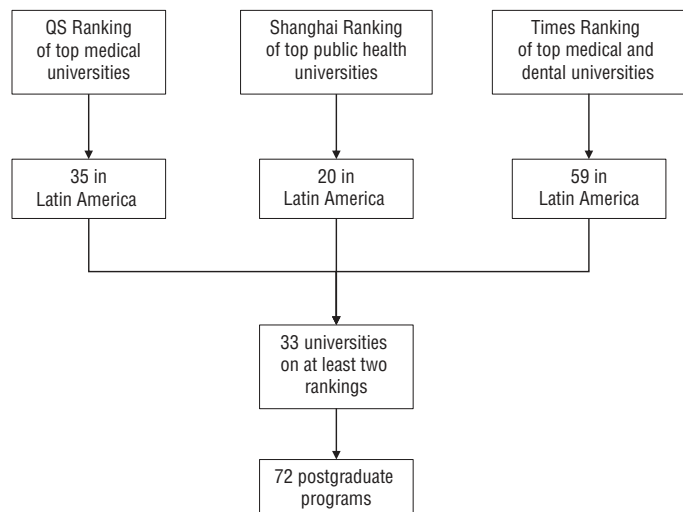 QS Ranking
of top medical
universities
Shanghai Ranking
of top public health
universities
Times Ranking
of top medical and
dental universities
35 in
Latin America
20 in
Latin America
59 in
Latin America
33 universities
on at least two
rankings
72 postgraduate
programs